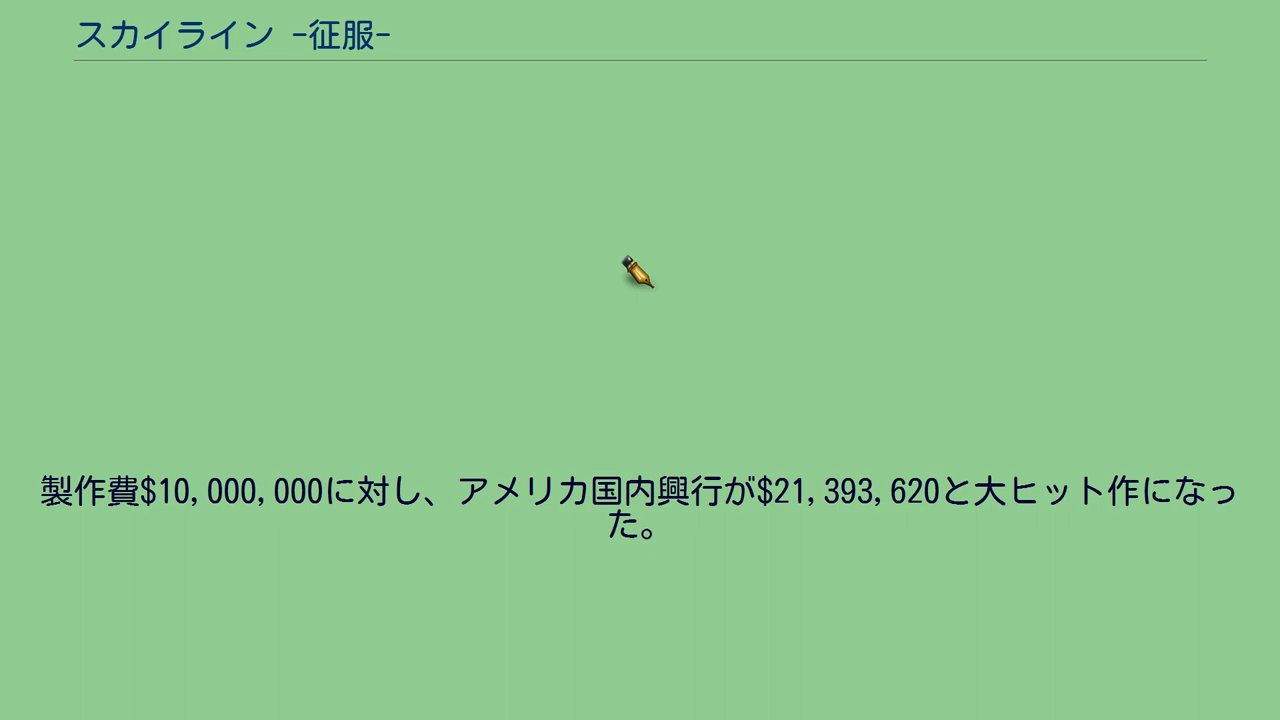 スカイライン -征服-
製作費$10,000,000に対し、アメリカ国内興行が$21,393,620と大ヒット作になっ
た。